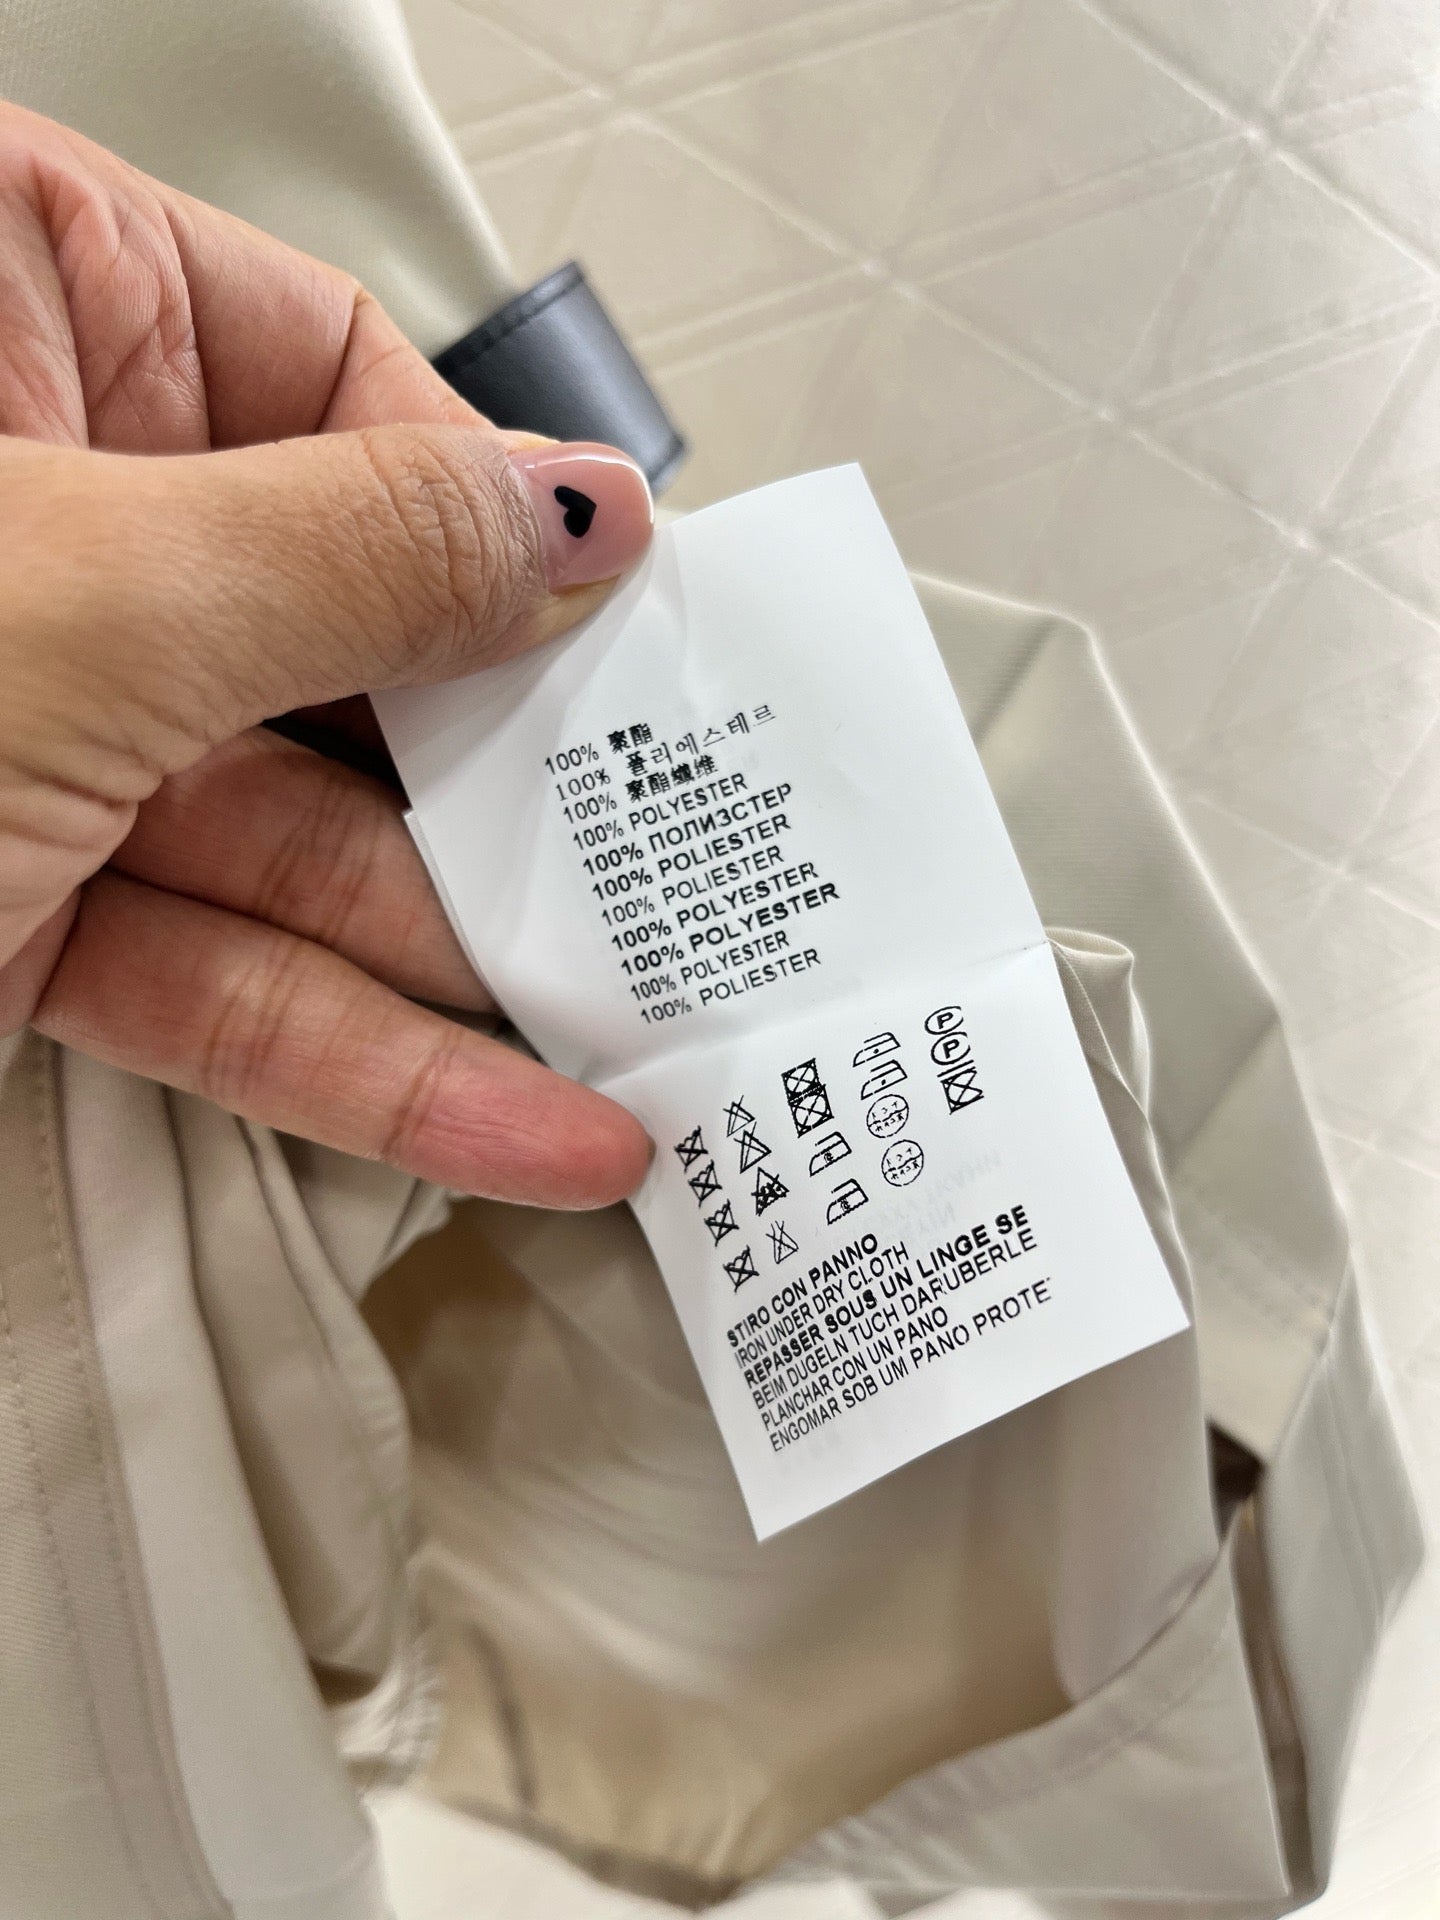 100% 聚酯
100% 폴리에스테르
100% 聚酯纖维
100% POLYESTER
100% ПОЛИЗСТЕР
100% POLIESTER
100% POLIESTER
100% POLYESTER
100% POLYESTER
100% POLYESTER
100% POLIESTER
P
P
STIRO CON PANNO
IRON UNDER DRY CLOTH
REPASSER SOUS UN LINGE SE
BEIM DUGELN TUCH DARUBERLE
PLANCHAR CON UN PANO
ENGOMAR SOB UM PANO PROTE